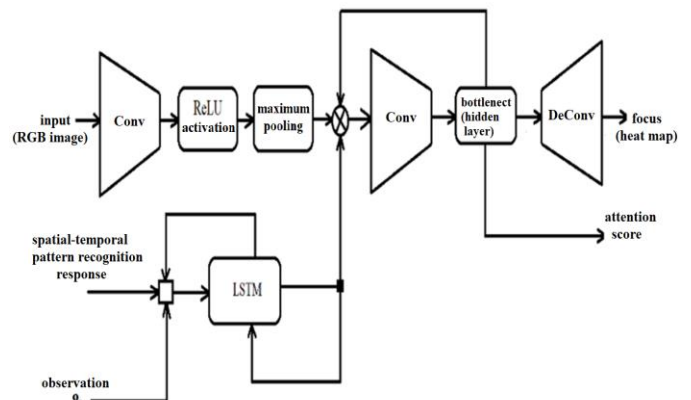 input
(RGB image)
Conv
ReLU
activation
maximum
pooling
Conv
bottlenect
(hidden
layer)
DeConv
focus
(heat map)
attention
score
spatial-temporal
pattern recognition
response
LSTM
observation